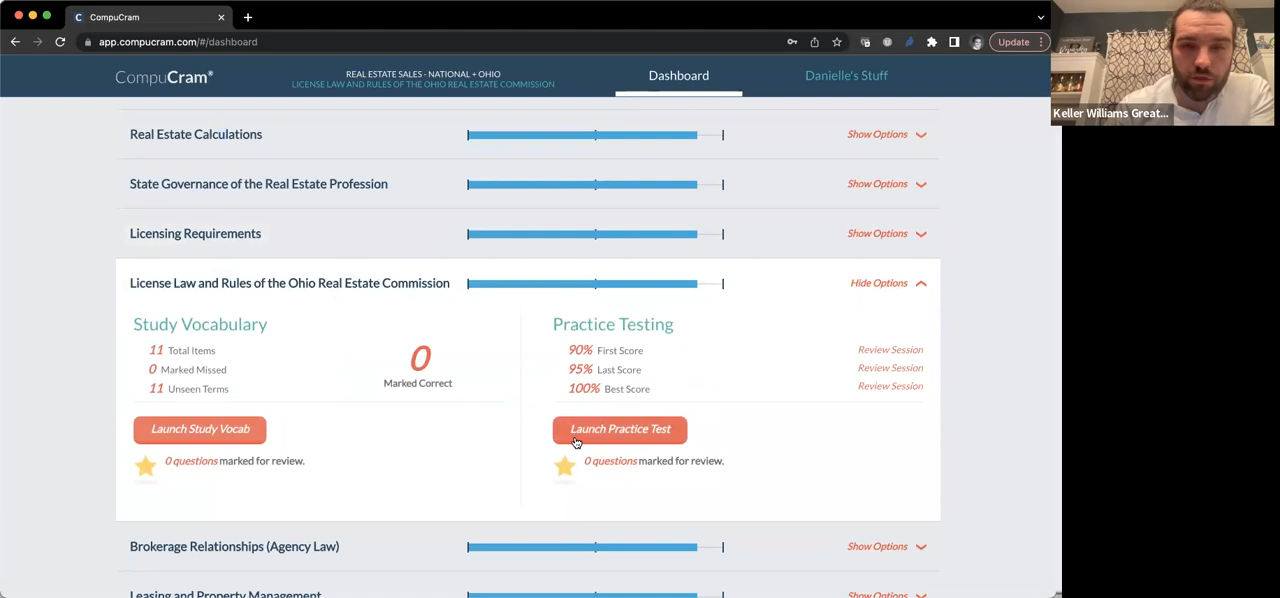 CompuCram
app.compucram.com/#/dashboard
Update
CompuCram®
REAL ESTATE SALES - NATIONAL + OHIO
LICENSE LAW AND RULES OF THE OHIO REAL ESTATE COMMISSION
Dashboard
Danielle's Stuff
Keller Williams Great...
Real Estate Calculations
Show Options
State Governance of the Real Estate Profession
Show Options
Licensing Requirements
Show Options
License Law and Rules of the Ohio Real Estate Commission
Hide Options
Study Vocabulary
11 Total Items
0 Marked Missed
11 Unseen Terms
0
Marked Correct
Launch Study Vocab
0 questions marked for review.
Practice Testing
90% First Score
Review Session
95% Last Score
Review Session
100% Best Score
Review Session
Launch Practice Test
0 questions marked for review.
Brokerage Relationships (Agency Law)
Show Options
Leasing and Property Management
Show Options